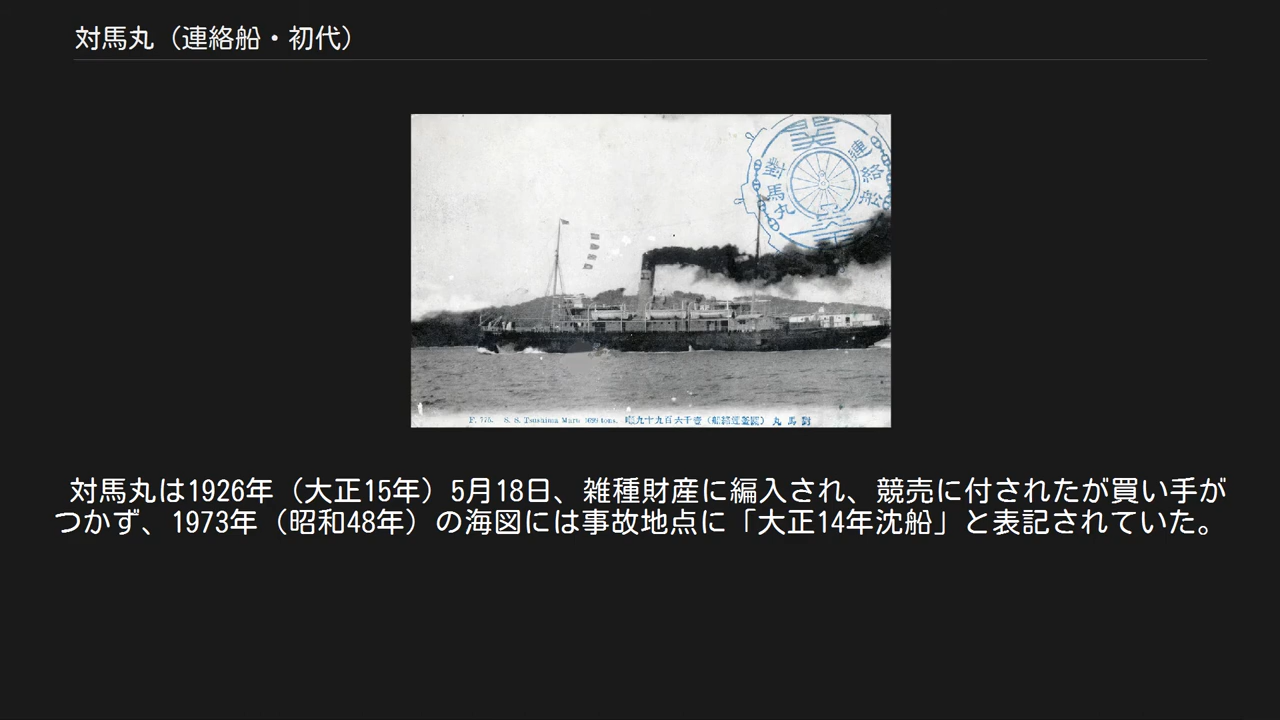 対馬丸（連絡船・初代）
關
連絡船
對馬丸
F. 775. S. S. Tsushima Maru 1699 tons. 噸九十九百六千壹（船絡連釜關） 丸馬對
対馬丸は1926年（大正15年）5月18日、雑種財産に編入され、競売に付されたが買い手が
つかず、1973年（昭和48年）の海図には事故地点に「大正14年沈船」と表記されていた。